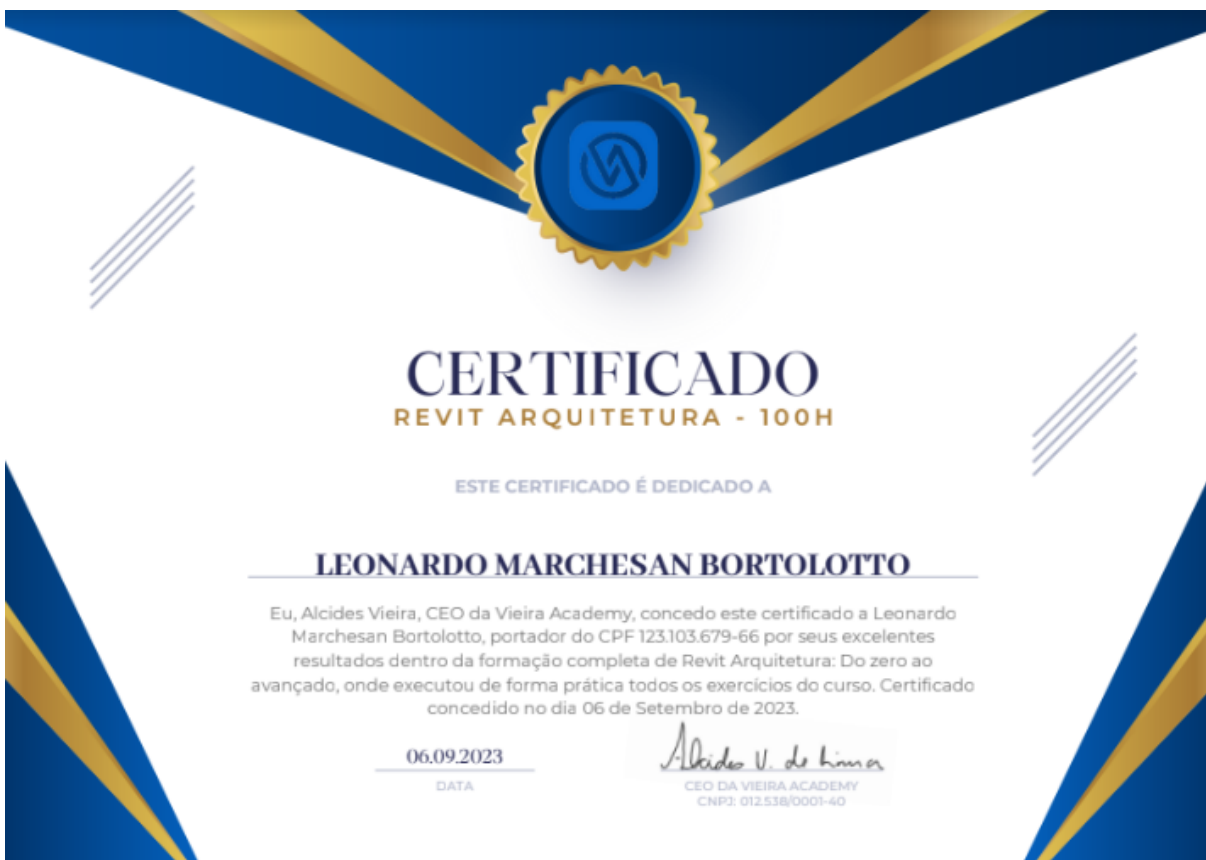 CERTIFICADO
REVIT ARQUITETURA - 100H
ESTE CERTIFICADO É DEDICADO A
LEONARDO MARCHESAN BORTOLOTTO
Eu, Alcides Vieira, CEO da Vieira Academy, concedo este certificado a Leonardo
Marchesan Bortolotto, portador do CPF 123.103.679-66 por seus excelentes
resultados dentro da formação completa de Revit Arquitetura: Do zero ao
avançado, onde executou de forma prática todos os exercícios do curso. Certificado
concedido no dia 06 de Setembro de 2023.
06.09.2023
DATA
Alcides V. de Lima
CEO DA VIEIRA ACADEMY
CNPJ: 012.538/0001-40